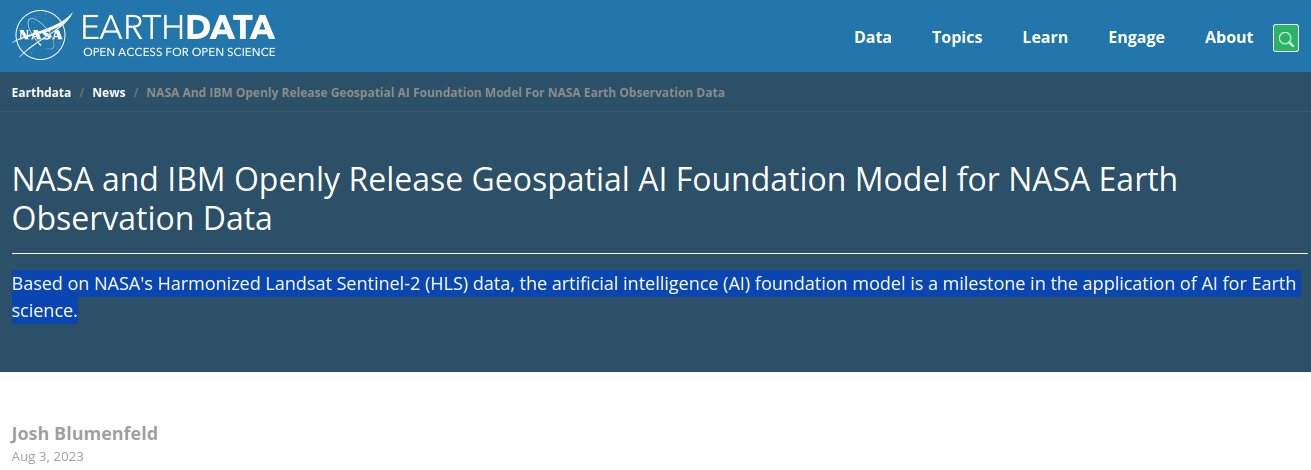 NASA
EARTHDATA
OPEN ACCESS FOR OPEN SCIENCE
Data Topics Learn Engage About
Earthdata / News / NASA And IBM Openly Release Geospatial AI Foundation Model For NASA Earth Observation Data
NASA and IBM Openly Release Geospatial AI Foundation Model for NASA Earth
Observation Data
Based on NASA's Harmonized Landsat Sentinel-2 (HLS) data, the artificial intelligence (AI) foundation model is a milestone in the application of AI for Earth
science.
Josh Blumenfeld
Aug 3, 2023